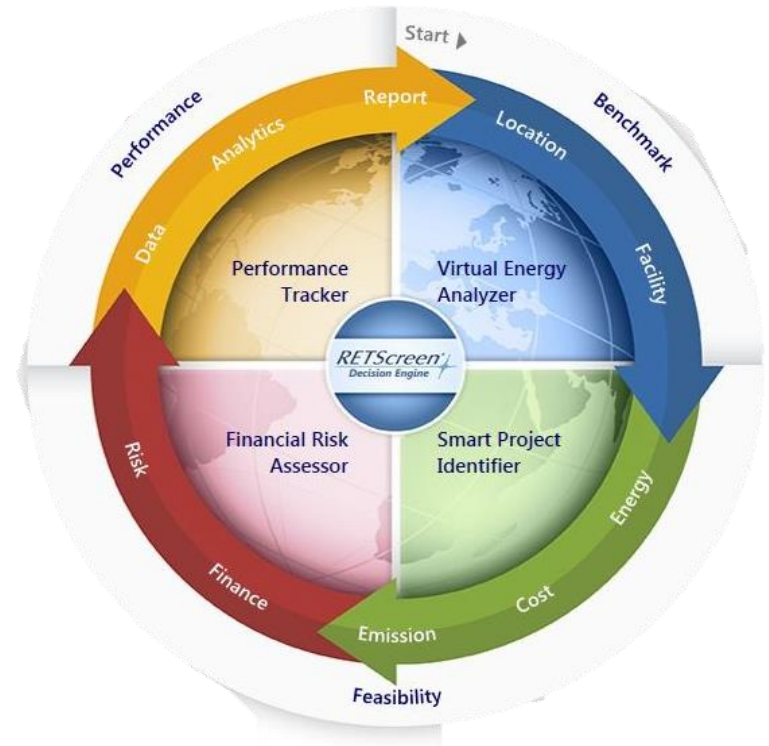 Start
Benchmark
Location
Facility
Virtual Energy
Analyzer
Energy
Cost
Emission
Smart Project
Identifier
Feasibility
Finance
Risk
Financial Risk
Assessor
Performance
Data
Analytics
Report
Performance
Tracker
RETScreen
Decision Engine